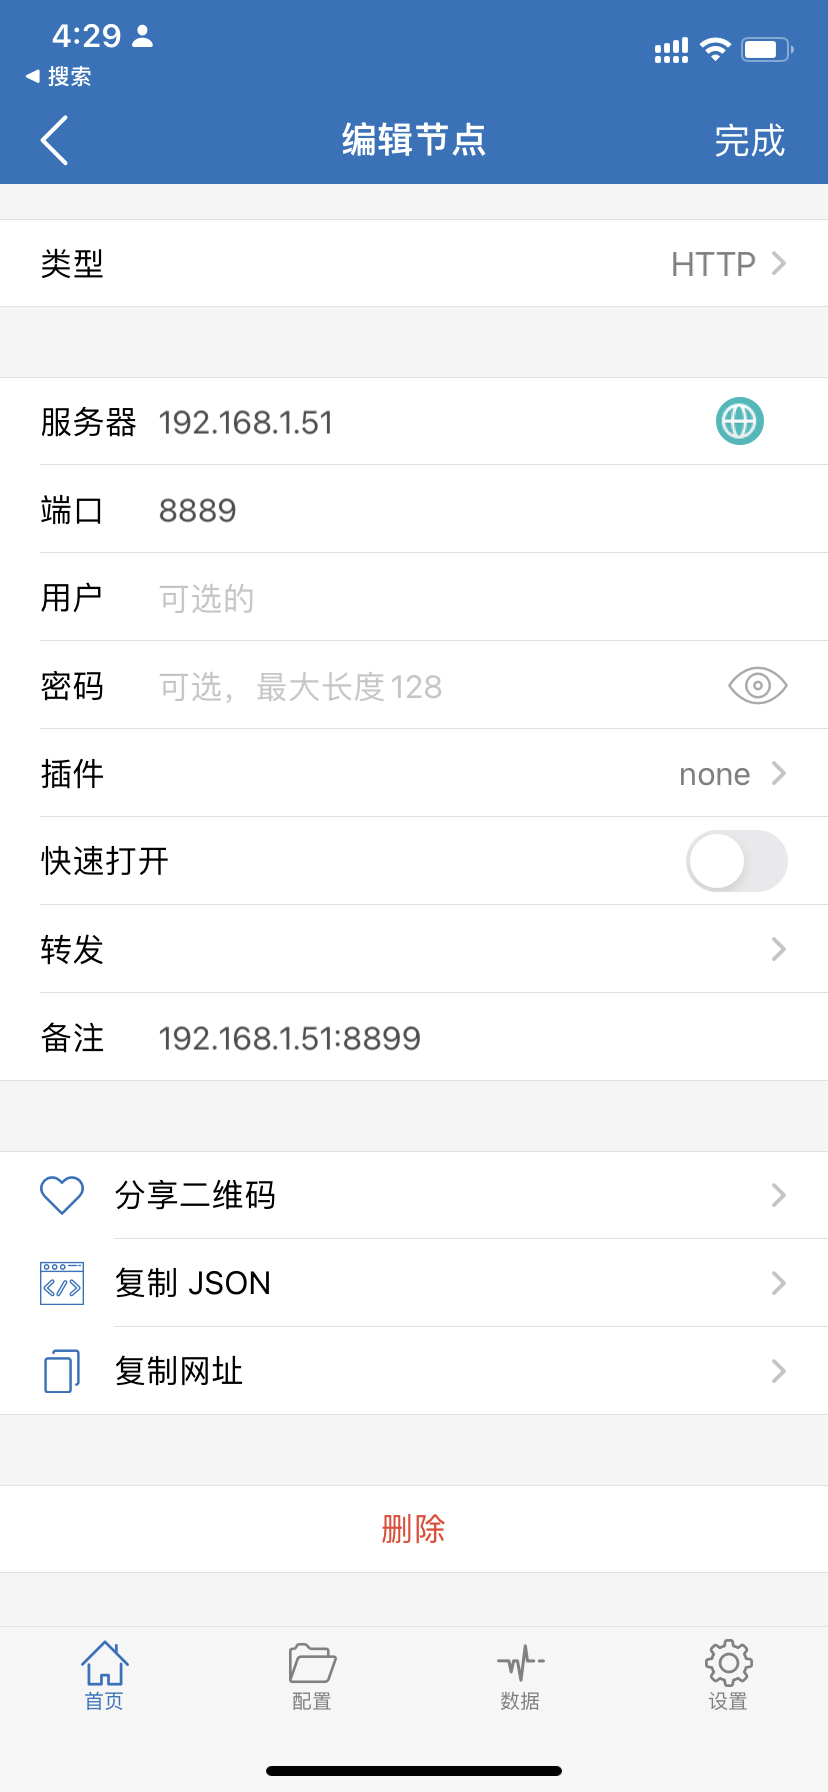 4:29
搜索
编辑节点
完成
类型 HTTP
服务器 192.168.1.51
端口 8889
用户 可选的
密码 可选，最大长度128
插件 none
快速打开
转发
备注 192.168.1.51:8899
分享二维码
复制 JSON
复制网址
删除
首页 配置 数据 设置